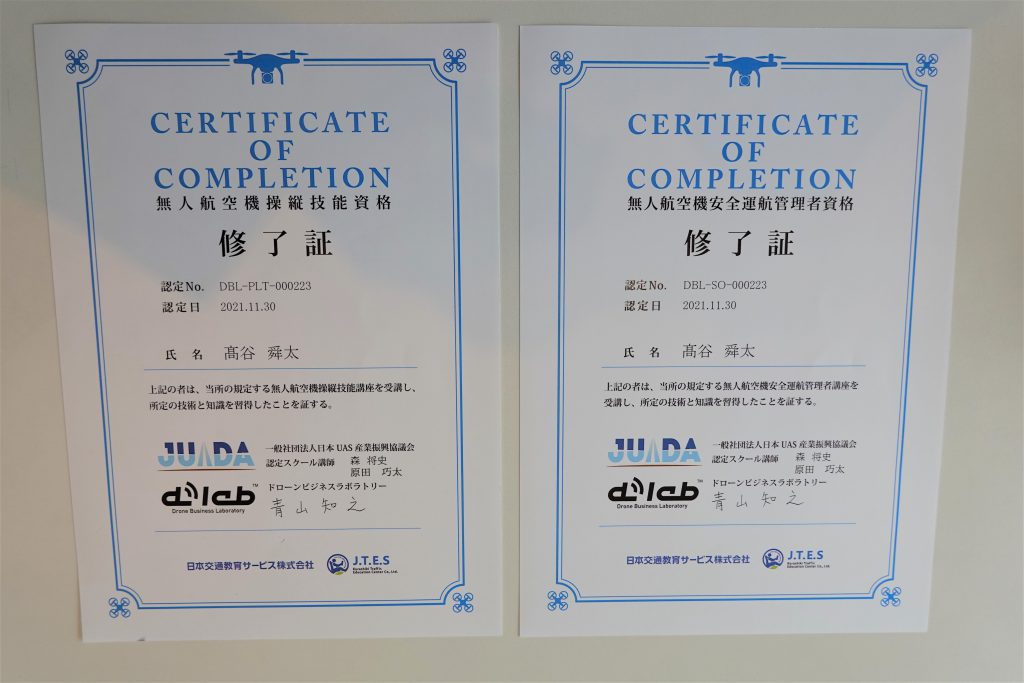 CERTIFICATE
OF
COMPLETION
無人航空機操縦技能資格
修了証
認定No. DBL-PLT-000223
認定日 2021.11.30
氏名 髙谷 舜太
上記の者は、当所の規定する無人航空機操縦技能講座を受講し、
所定の技術と知識を習得したことを証する。
JUIDA 一般社団法人日本UAS産業振興協議会
認定スクール講師 森 将史
原田 巧太
d lab™ ドローンビジネスラボラトリー
Drone Business Laboratory 青山知之
日本交通教育サービス株式会社 J.T.E.S
Kurashiki Traffic
Education Center Co., Ltd.
CERTIFICATE
OF
COMPLETION
無人航空機安全運航管理者資格
修了証
認定No. DBL-SO-000223
認定日 2021.11.30
氏名 髙谷 舜太
上記の者は、当所の規定する無人航空機安全運航管理者講座を
受講し、所定の技術と知識を習得したことを証する。
JUIDA 一般社団法人日本UAS産業振興協議会
認定スクール講師 森 将史
原田 巧太
d lab™ ドローンビジネスラボラトリー
Drone Business Laboratory 青山知之
日本交通教育サービス株式会社 J.T.E.S
Kurashiki Traffic
Education Center Co., Ltd.